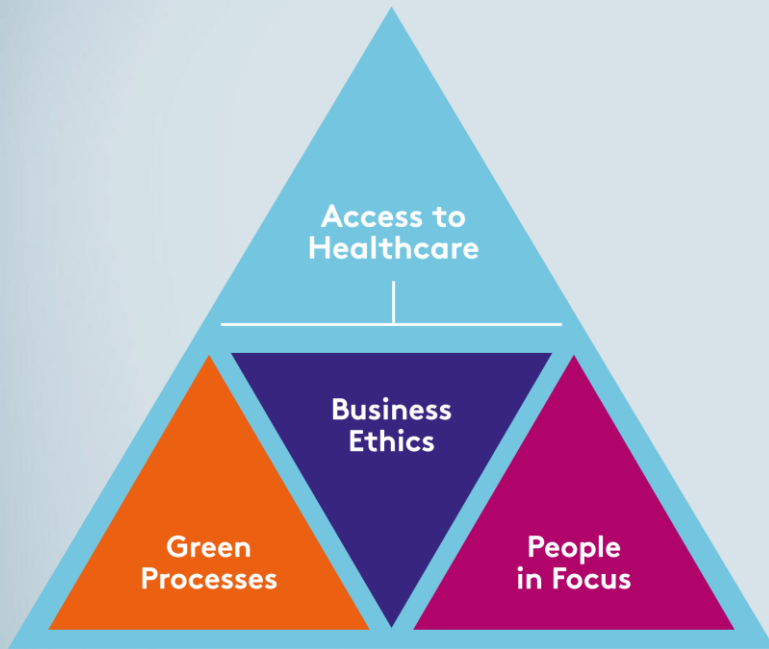 Access to
Healthcare
Business
Ethics
Green
Processes
People
in Focus